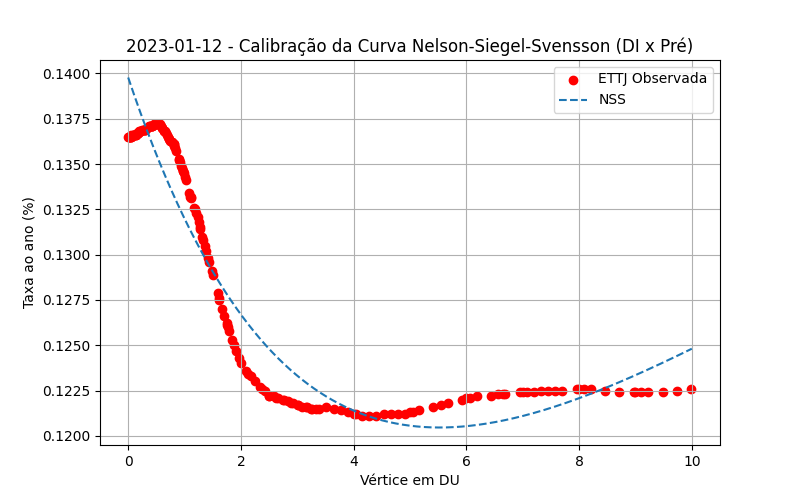 2023-01-12 - Calibração da Curva Nelson-Siegel-Svensson (DI x Pré)
ETTJ Observada
NSS
Taxa ao ano (%)
0.1400
0.1375
0.1350
0.1325
0.1300
0.1275
0.1250
0.1225
0.1200
0 2 4 6 8 10
Vértice em DU